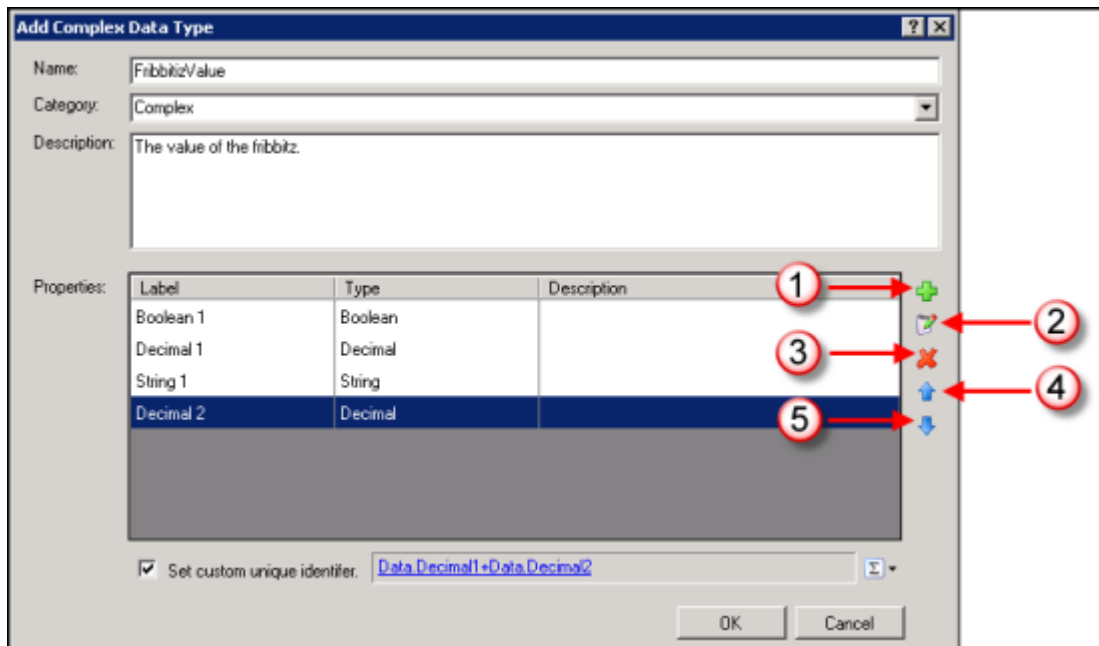 Add Complex Data Type
Name: FribbitizValue
Category: Complex
Description: The value of the fribbitz.
Properties: Label Type Description
Boolean 1 Boolean
Decimal 1 Decimal
String 1 String
Decimal 2 Decimal
1
2
3
4
5
Set custom unique identifer. Data.Decimal1+Data.Decimal2 Σ
OK Cancel